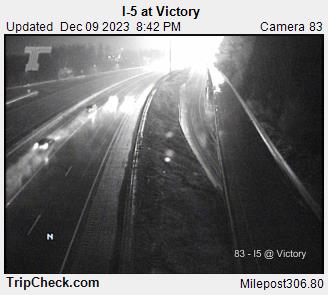 I-5 at Victory
Updated Dec 09 2023 8:42 PM Camera 83
T
N
83 - I5 @ Victory
TripCheck.com Milepost306.80